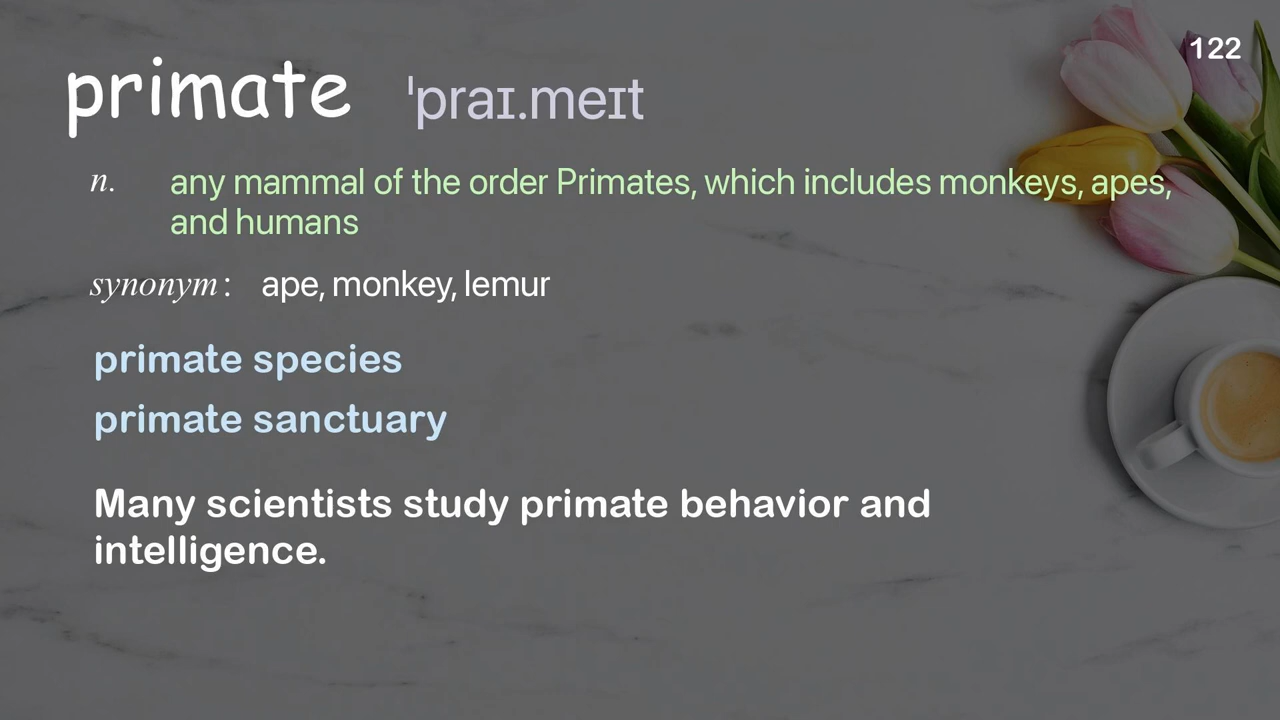 122
primate ˈpraɪ.meɪt
n. any mammal of the order Primates, which includes monkeys, apes,
and humans
synonym: ape, monkey, lemur
primate species
primate sanctuary
Many scientists study primate behavior and
intelligence.